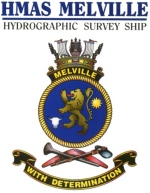 HMAS MELVILLE
HYDROGRAPHIC SURVEY SHIP
MELVILLE
WITH DETERMINATION